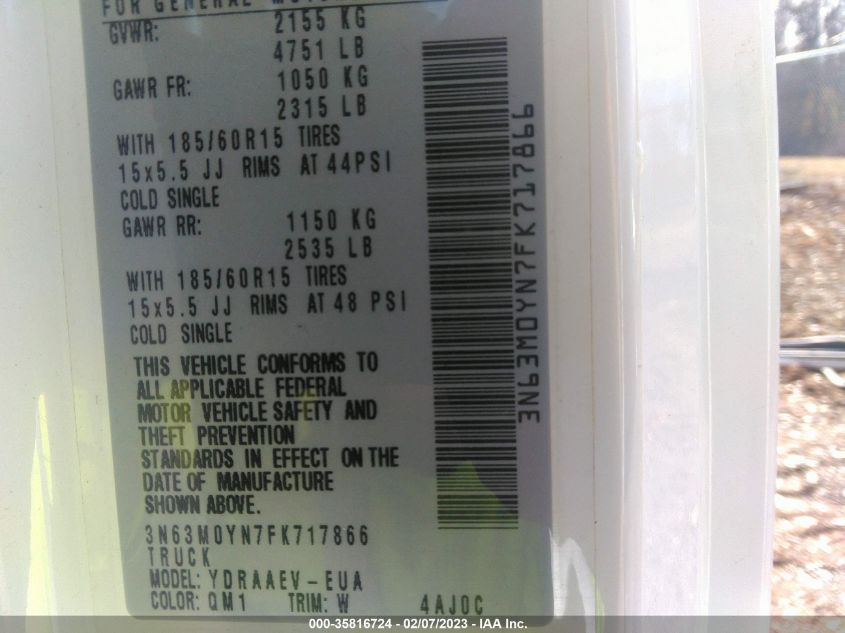 FOR GENERAL MOTORS
GVWR: 2155 KG
4751 LB
GAWR FR: 1050 KG
2315 LB
WITH 185/60R15 TIRES
15x5.5 JJ RIMS AT 44PSI
COLD SINGLE
GAWR RR: 1150 KG
2535 LB
WITH 185/60R15 TIRES
15x5.5 JJ RIMS AT 48 PSI
COLD SINGLE
THIS VEHICLE CONFORMS TO
ALL APPLICABLE FEDERAL
MOTOR VEHICLE SAFETY AND
THEFT PREVENTION
STANDARDS IN EFFECT ON THE
DATE OF MANUFACTURE
SHOWN ABOVE.
3N63M0YN7FK717866
TRUCK
MODEL: YDRAAEV-EUA
COLOR: QM1 TRIM: W 4AJ0C
3N63M0YN7FK717866
000-35816724 - 02/07/2023 - IAA Inc.